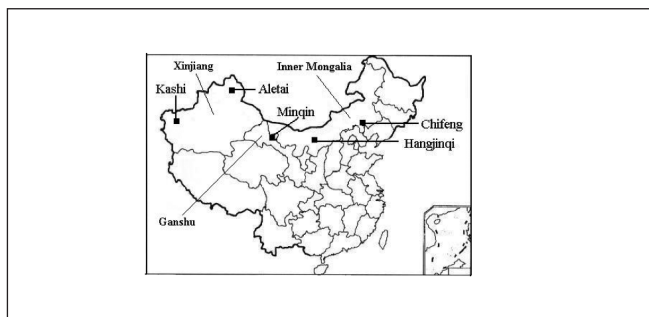 Xinjiang
Inner Mongalia
Kashi
Aletai
Minqin
Chifeng
Hangjinqi
Ganshu